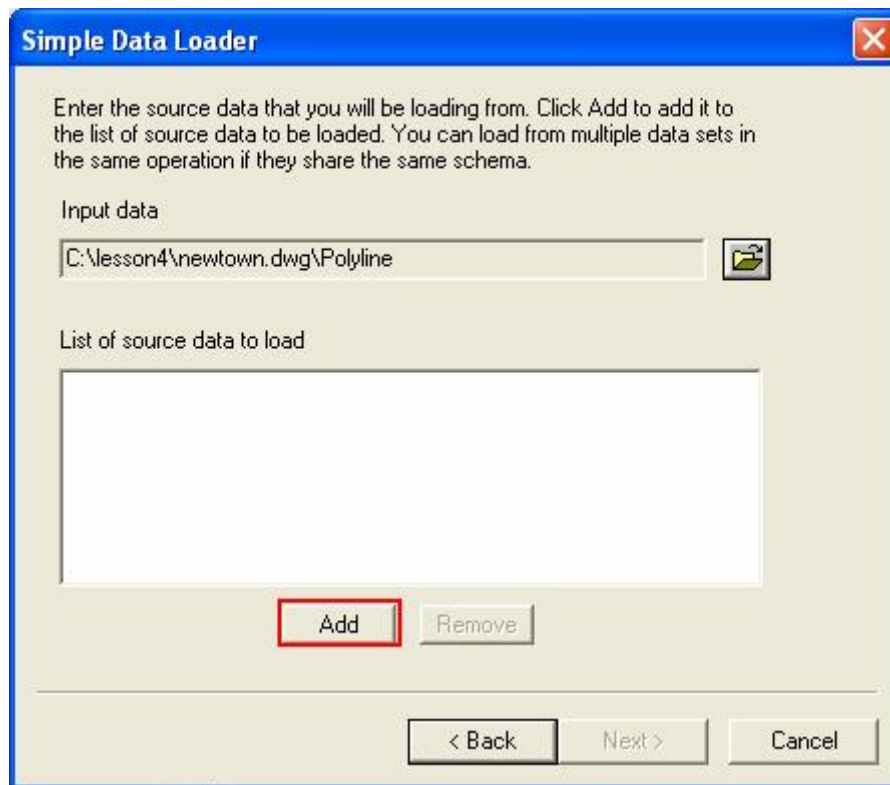 Simple Data Loader
Enter the source data that you will be loading from. Click Add to add it to
the list of source data to be loaded. You can load from multiple data sets in
the same operation if they share the same schema.
Input data
C:\lesson4\newtown.dwg\Polyline
List of source data to load
Add
Remove
< Back
Next >
Cancel